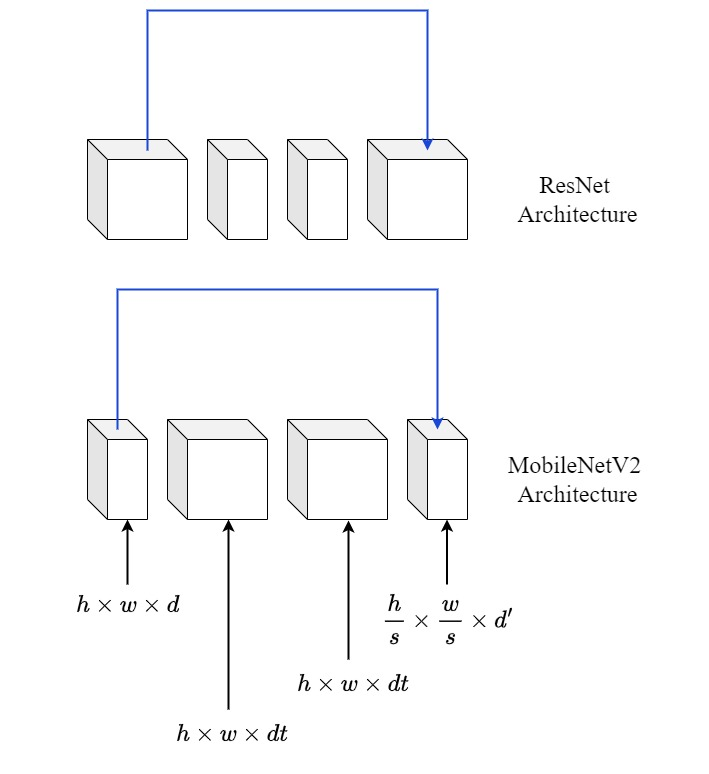 ResNet
Architecture
MobileNetV2
Architecture
h × w × d
h/s × w/s × d′
h × w × dt
h × w × dt